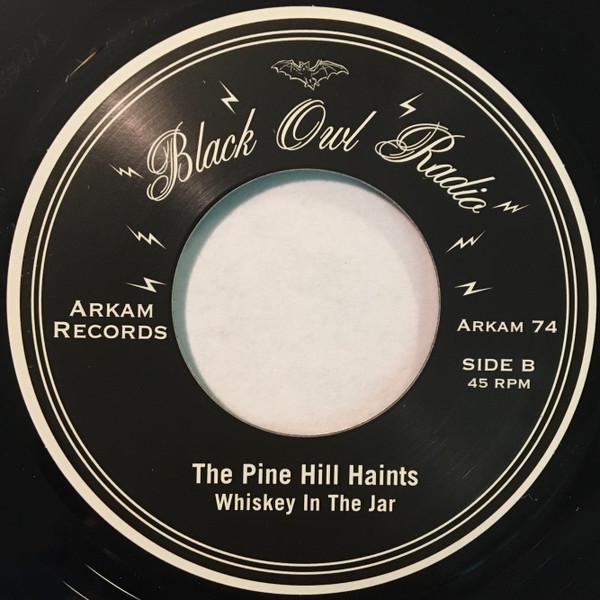 Black Owl Radio
ARKAM
RECORDS
ARKAM 74
SIDE B
45 RPM
The Pine Hill Haints
Whiskey In The Jar